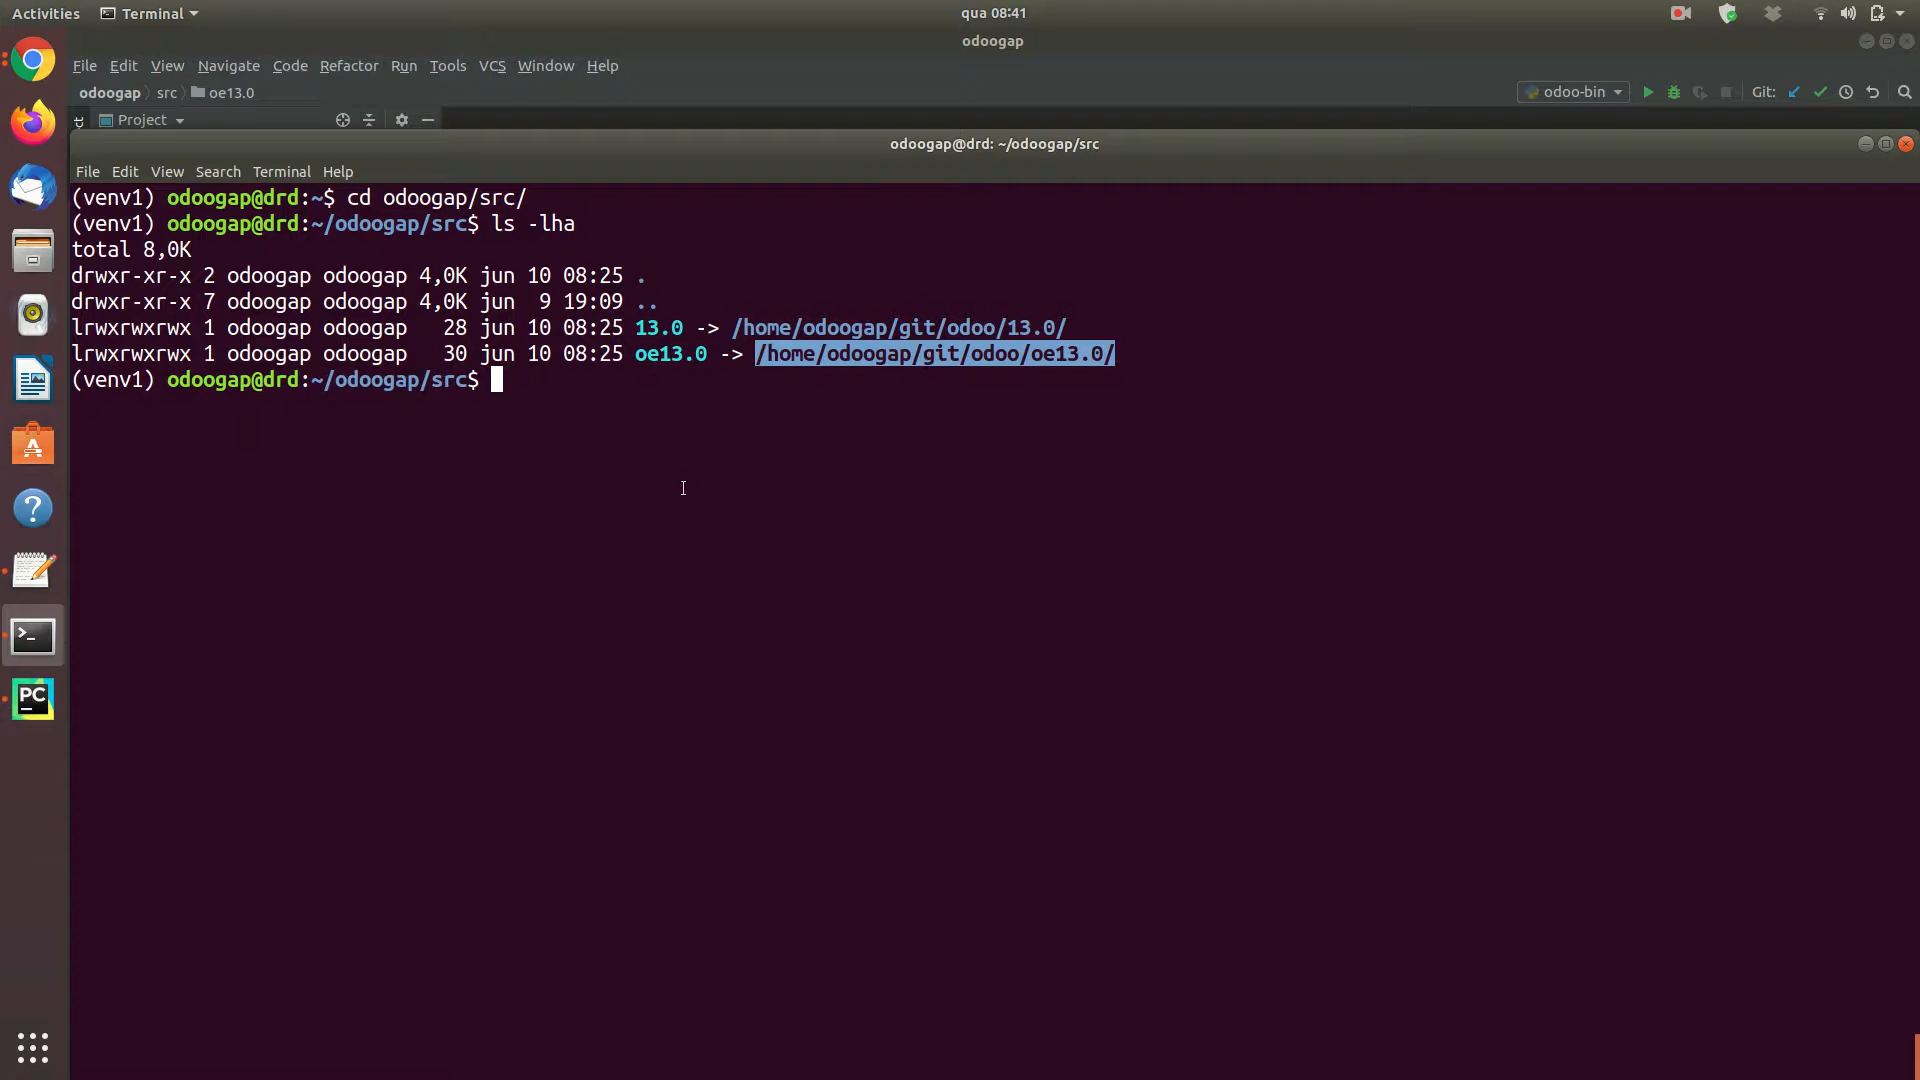 Activities Terminal qua 08:41
odoogap
File Edit View Navigate Code Refactor Run Tools VCS Window Help
odoogap src oe13.0 odoo-bin Git:
Project
odoogap@drd: ~/odoogap/src
File Edit View Search Terminal Help
(venv1) odoogap@drd:~$ cd odoogap/src/
(venv1) odoogap@drd:~/odoogap/src$ ls -lha
total 8,0K
drwxr-xr-x 2 odoogap odoogap 4,0K jun 10 08:25 .
drwxr-xr-x 7 odoogap odoogap 4,0K jun  9 19:09 ..
lrwxrwxrwx 1 odoogap odoogap   28 jun 10 08:25 13.0 -> /home/odoogap/git/odoo/13.0/
lrwxrwxrwx 1 odoogap odoogap   30 jun 10 08:25 oe13.0 -> /home/odoogap/git/odoo/oe13.0/
(venv1) odoogap@drd:~/odoogap/src$
PC